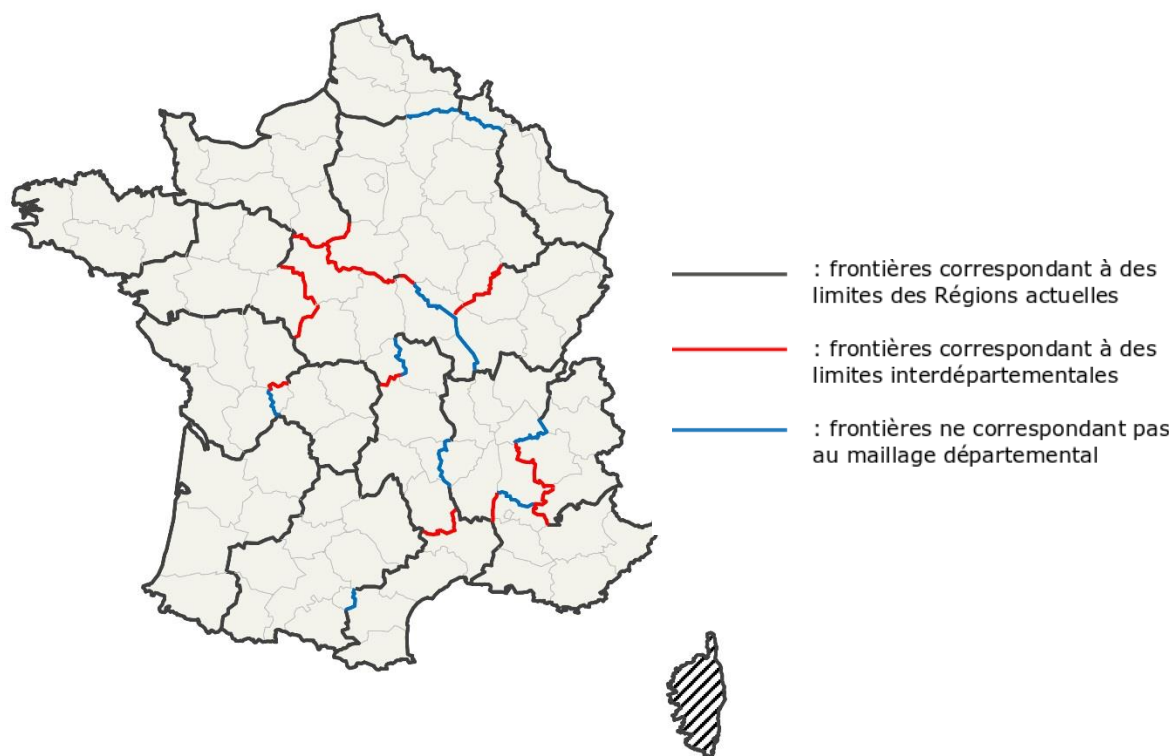 : frontières correspondant à des
limites des Régions actuelles
: frontières correspondant à des
limites interdépartementales
: frontières ne correspondant pas
au maillage départemental